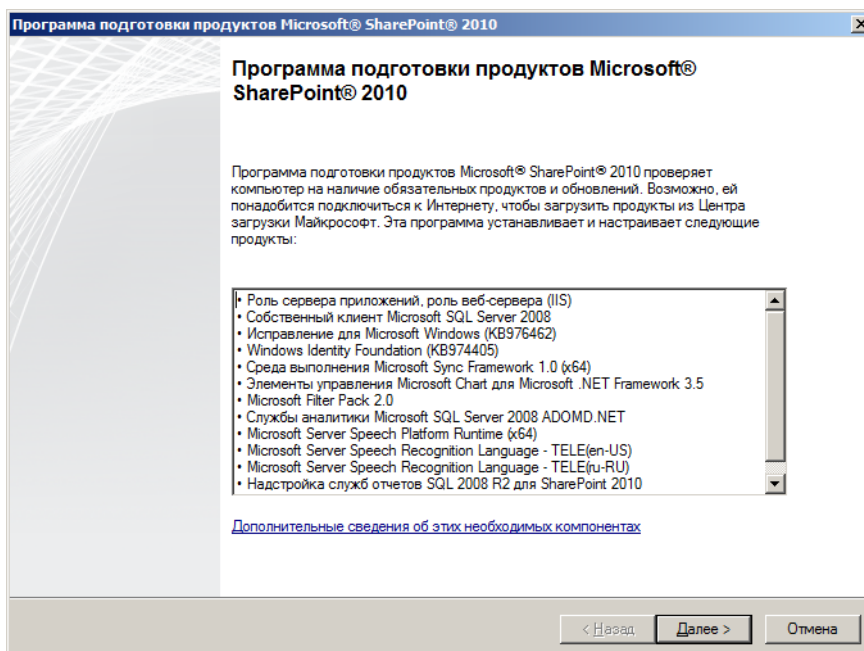 Программа подготовки продуктов Microsoft® SharePoint® 2010
Программа подготовки продуктов Microsoft®
SharePoint® 2010
Программа подготовки продуктов Microsoft® SharePoint® 2010 проверяет
компьютер на наличие обязательных продуктов и обновлений. Возможно, ей
понадобится подключиться к Интернету, чтобы загрузить продукты из Центра
загрузки Майкрософт. Эта программа устанавливает и настраивает следующие
продукты:
• Роль сервера приложений, роль веб-сервера (IIS)
• Собственный клиент Microsoft SQL Server 2008
• Исправление для Microsoft Windows (KB976462)
• Windows Identity Foundation (KB974405)
• Среда выполнения Microsoft Sync Framework 1.0 (x64)
• Элементы управления Microsoft Chart для Microsoft .NET Framework 3.5
• Microsoft Filter Pack 2.0
• Службы аналитики Microsoft SQL Server 2008 ADOMD.NET
• Microsoft Server Speech Platform Runtime (x64)
• Microsoft Server Speech Recognition Language - TELE(en-US)
• Microsoft Server Speech Recognition Language - TELE(ru-RU)
• Надстройка служб отчетов SQL 2008 R2 для SharePoint 2010
Дополнительные сведения об этих необходимых компонентах
< Назад
Далее >
Отмена